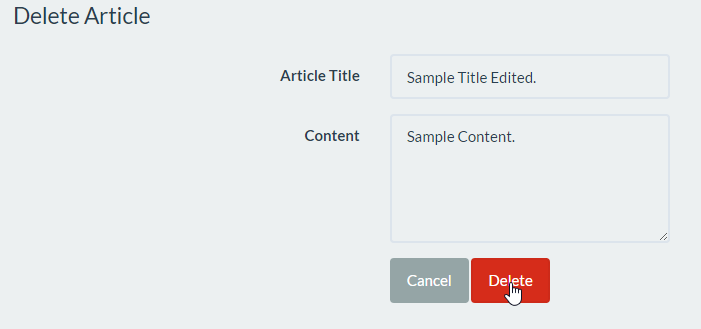 Delete Article
Article Title
Sample Title Edited.
Content
Sample Content.
Cancel
Delete